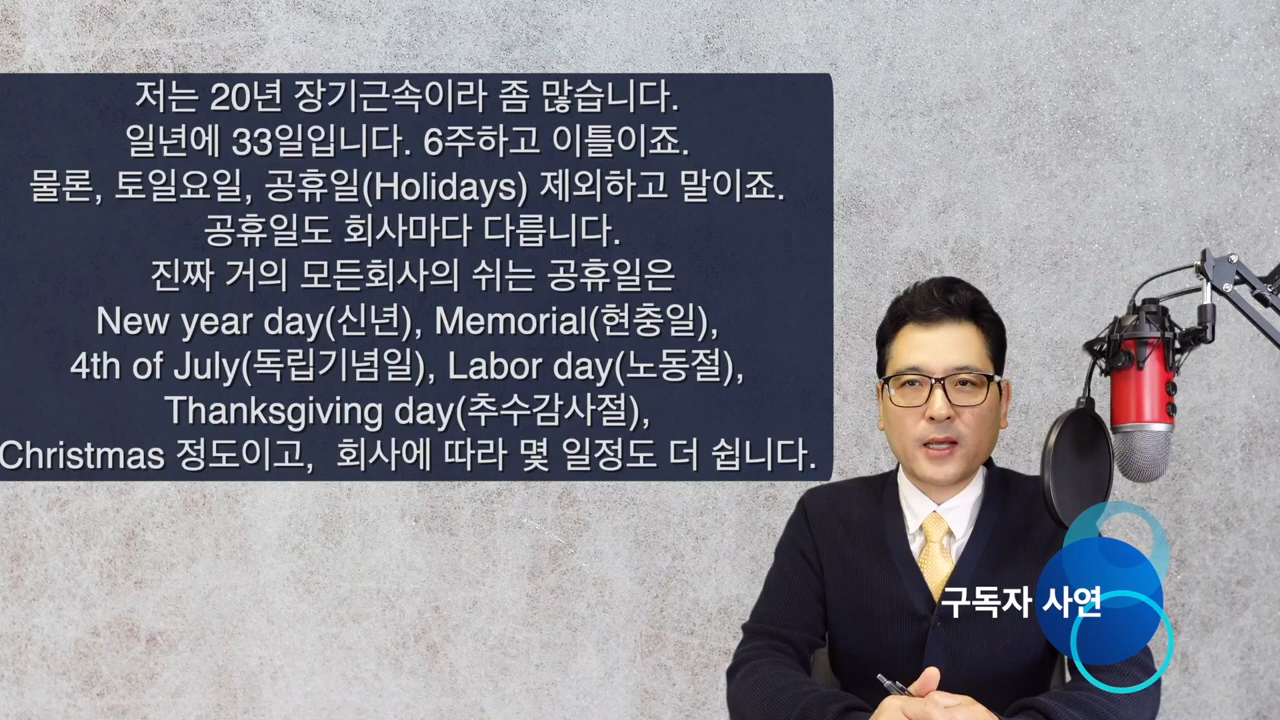 저는 20년 장기근속이라 좀 많습니다.
일년에 33일입니다. 6주하고 이틀이죠.
물론, 토일요일, 공휴일(Holidays) 제외하고 말이죠.
공휴일도 회사마다 다릅니다.
진짜 거의 모든회사의 쉬는 공휴일은
New year day(신년), Memorial(현충일),
4th of July(독립기념일), Labor day(노동절),
Thanksgiving day(추수감사절),
Christmas 정도이고, 회사에 따라 몇 일정도 더 쉽니다.
구독자 사연